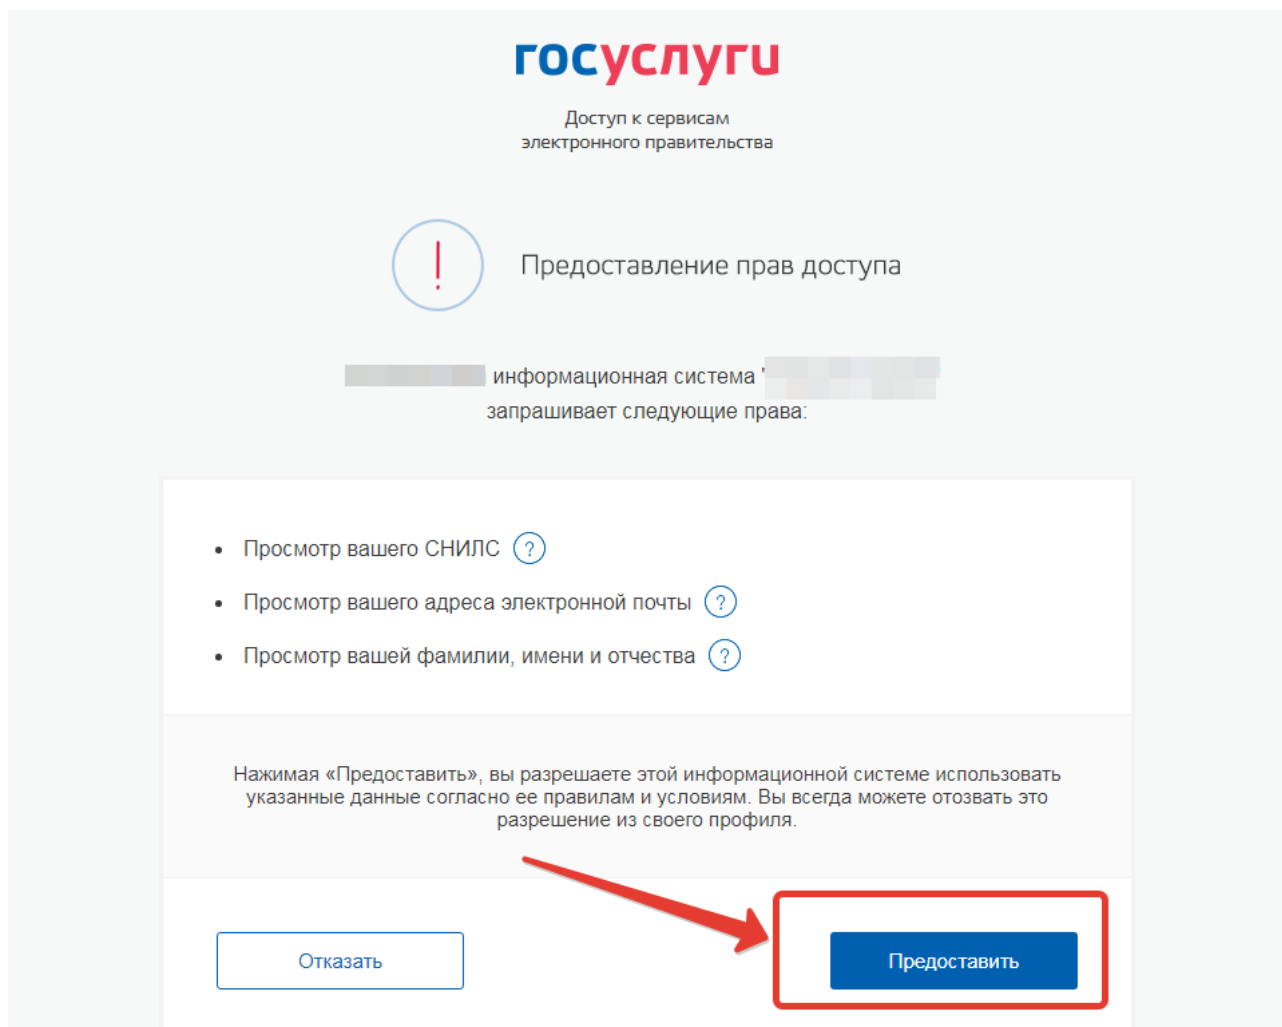 госуслуги
Доступ к сервисам
электронного правительства
!
Предоставление прав доступа
информационная система "
запрашивает следующие права:
• Просмотр вашего СНИЛС ?
• Просмотр вашего адреса электронной почты ?
• Просмотр вашей фамилии, имени и отчества ?
Нажимая «Предоставить», вы разрешаете этой информационной системе использовать
указанные данные согласно ее правилам и условиям. Вы всегда можете отозвать это
разрешение из своего профиля.
Отказать
Предоставить